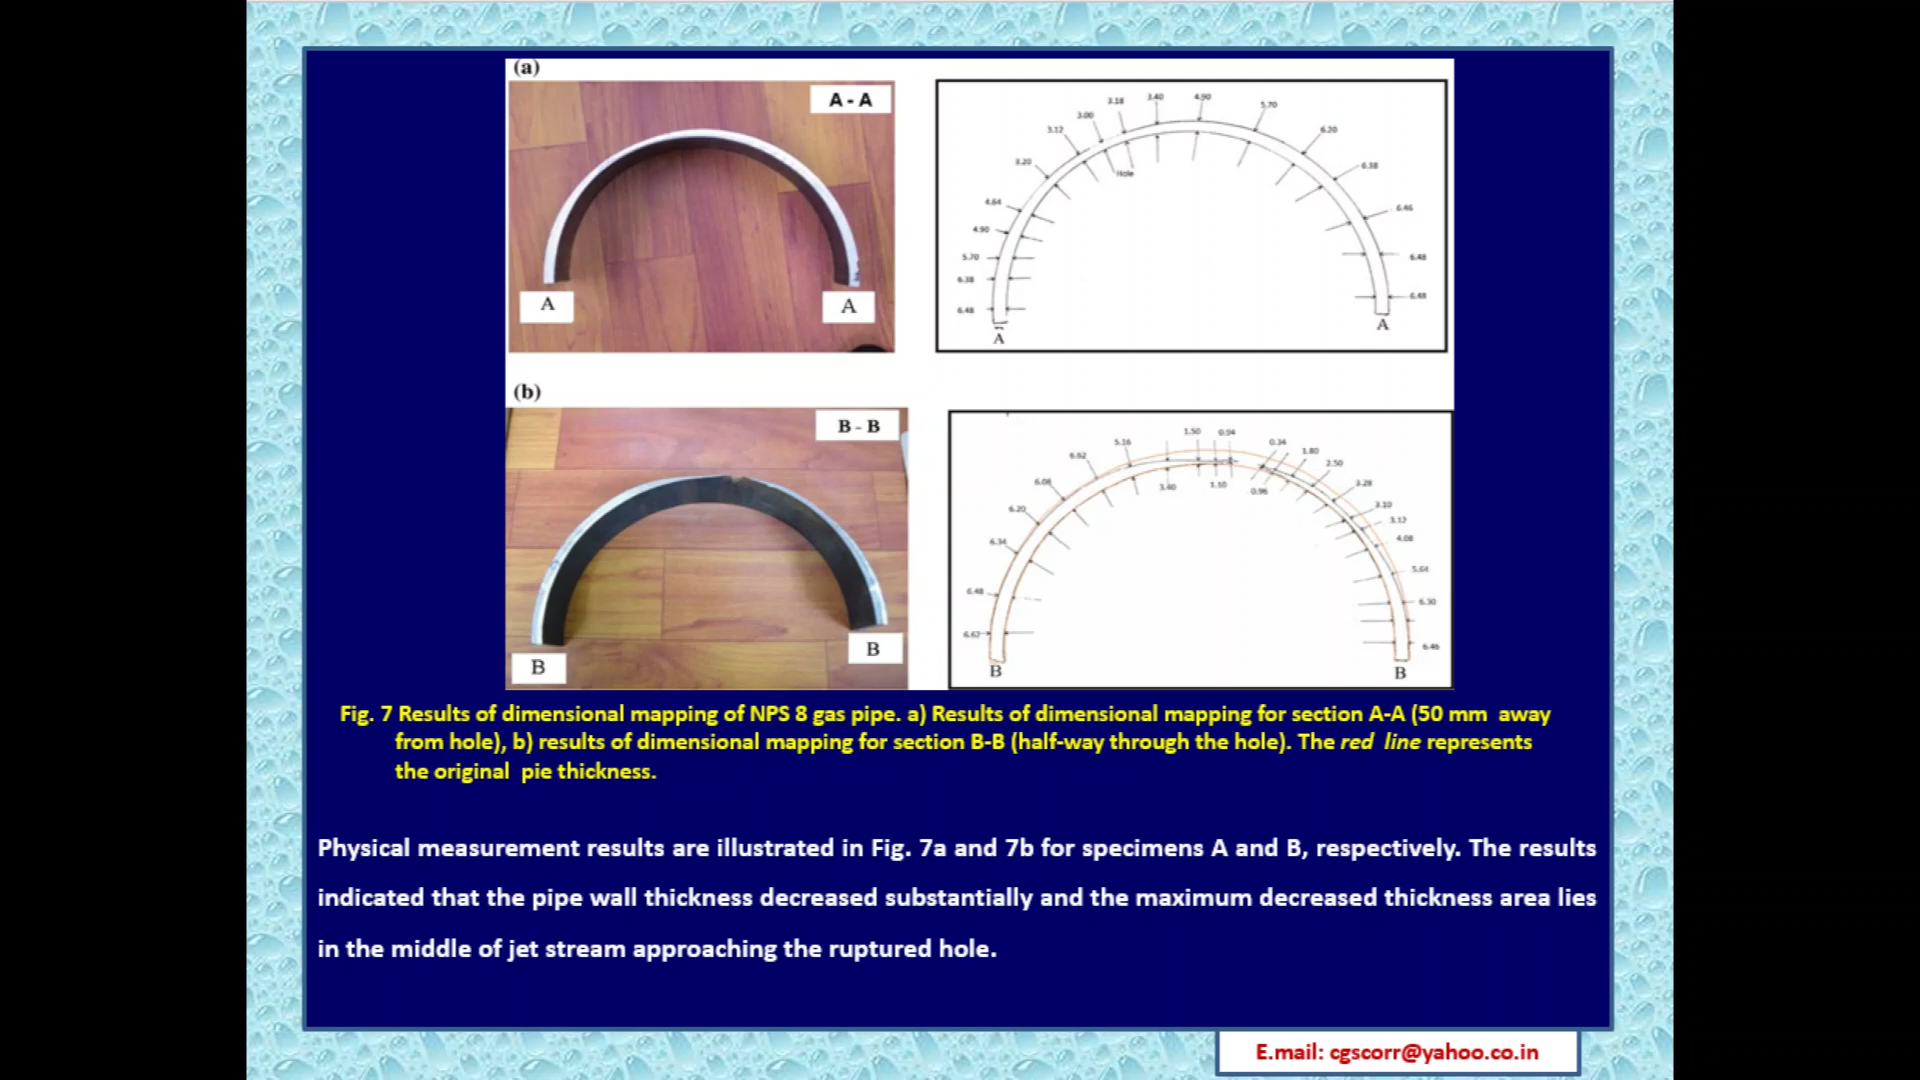 (a)
A - A
A
A
3.12
3.00
3.18
3.40
4.90
5.70
6.20
6.38
6.46
6.48
6.48
3.20
4.64
4.90
5.70
6.38
6.48
Hole
A
A
(b)
B - B
B
B
6.62
5.16
1.50
0.94
0.34
1.80
2.50
3.28
3.10
3.12
4.08
5.64
6.30
6.46
6.08
6.20
6.34
6.48
6.62
3.40
1.50
0.96
B
B
Fig. 7 Results of dimensional mapping of NPS 8 gas pipe. a) Results of dimensional mapping for section A-A (50 mm away
from hole), b) results of dimensional mapping for section B-B (half-way through the hole). The red line represents
the original pie thickness.
Physical measurement results are illustrated in Fig. 7a and 7b for specimens A and B, respectively. The results
indicated that the pipe wall thickness decreased substantially and the maximum decreased thickness area lies
in the middle of jet stream approaching the ruptured hole.
E.mail: cgscorr@yahoo.co.in